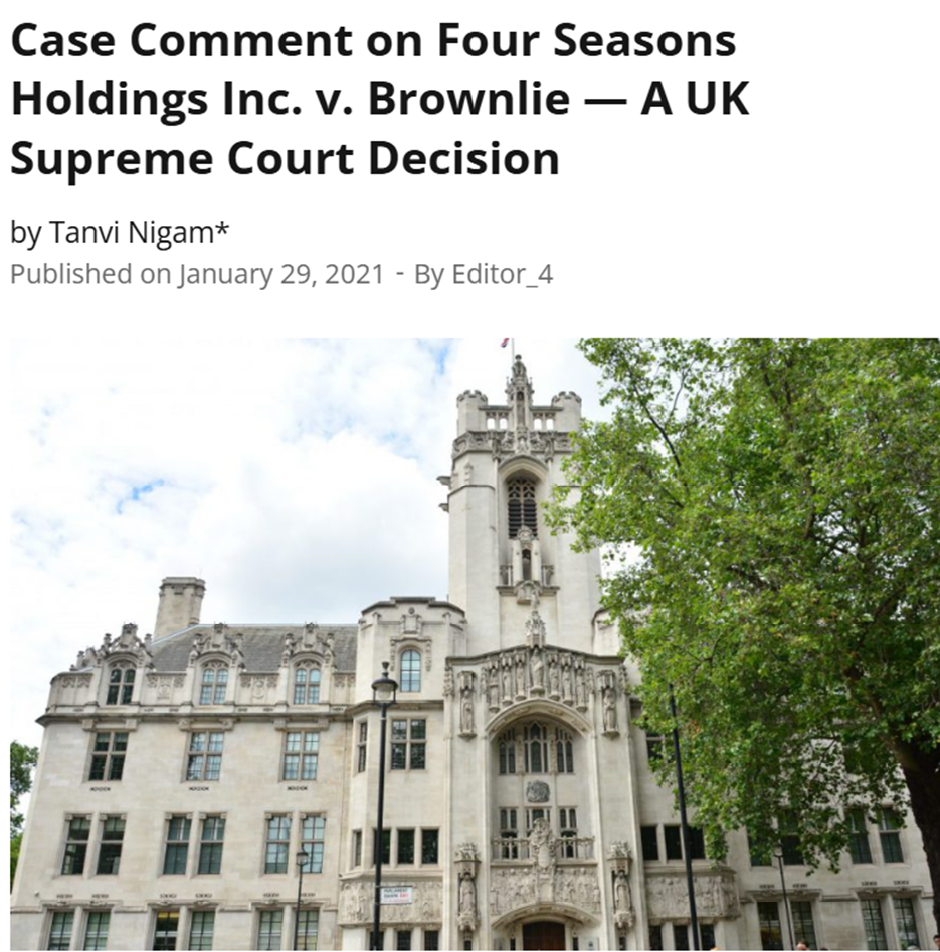 Case Comment on Four Seasons
Holdings Inc. v. Brownlie — A UK
Supreme Court Decision
by Tanvi Nigam*
Published on January 29, 2021 - By Editor_4